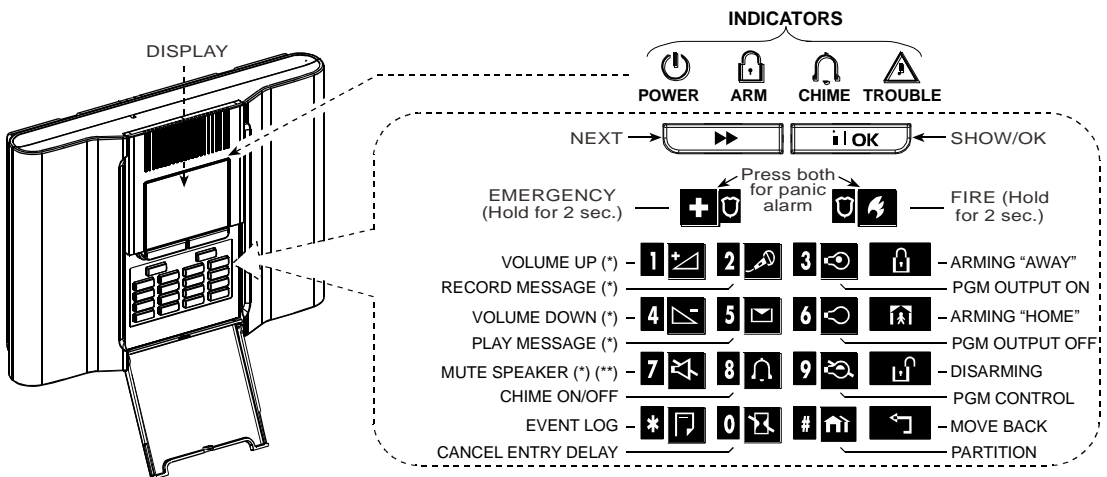 INDICATORS
DISPLAY
POWER ARM CHIME TROUBLE
NEXT
i OK
SHOW/OK
EMERGENCY
(Hold for 2 sec.)
Press both
for panic
alarm
FIRE (Hold
for 2 sec.)
VOLUME UP (*)
1 2 3
ARMING “AWAY”
RECORD MESSAGE (*)
PGM OUTPUT ON
VOLUME DOWN (*)
4 5 6
ARMING “HOME”
PLAY MESSAGE (*)
PGM OUTPUT OFF
MUTE SPEAKER (*) (**)
7 8 9
DISARMING
CHIME ON/OFF
PGM CONTROL
EVENT LOG
* 0 #
MOVE BACK
CANCEL ENTRY DELAY
PARTITION